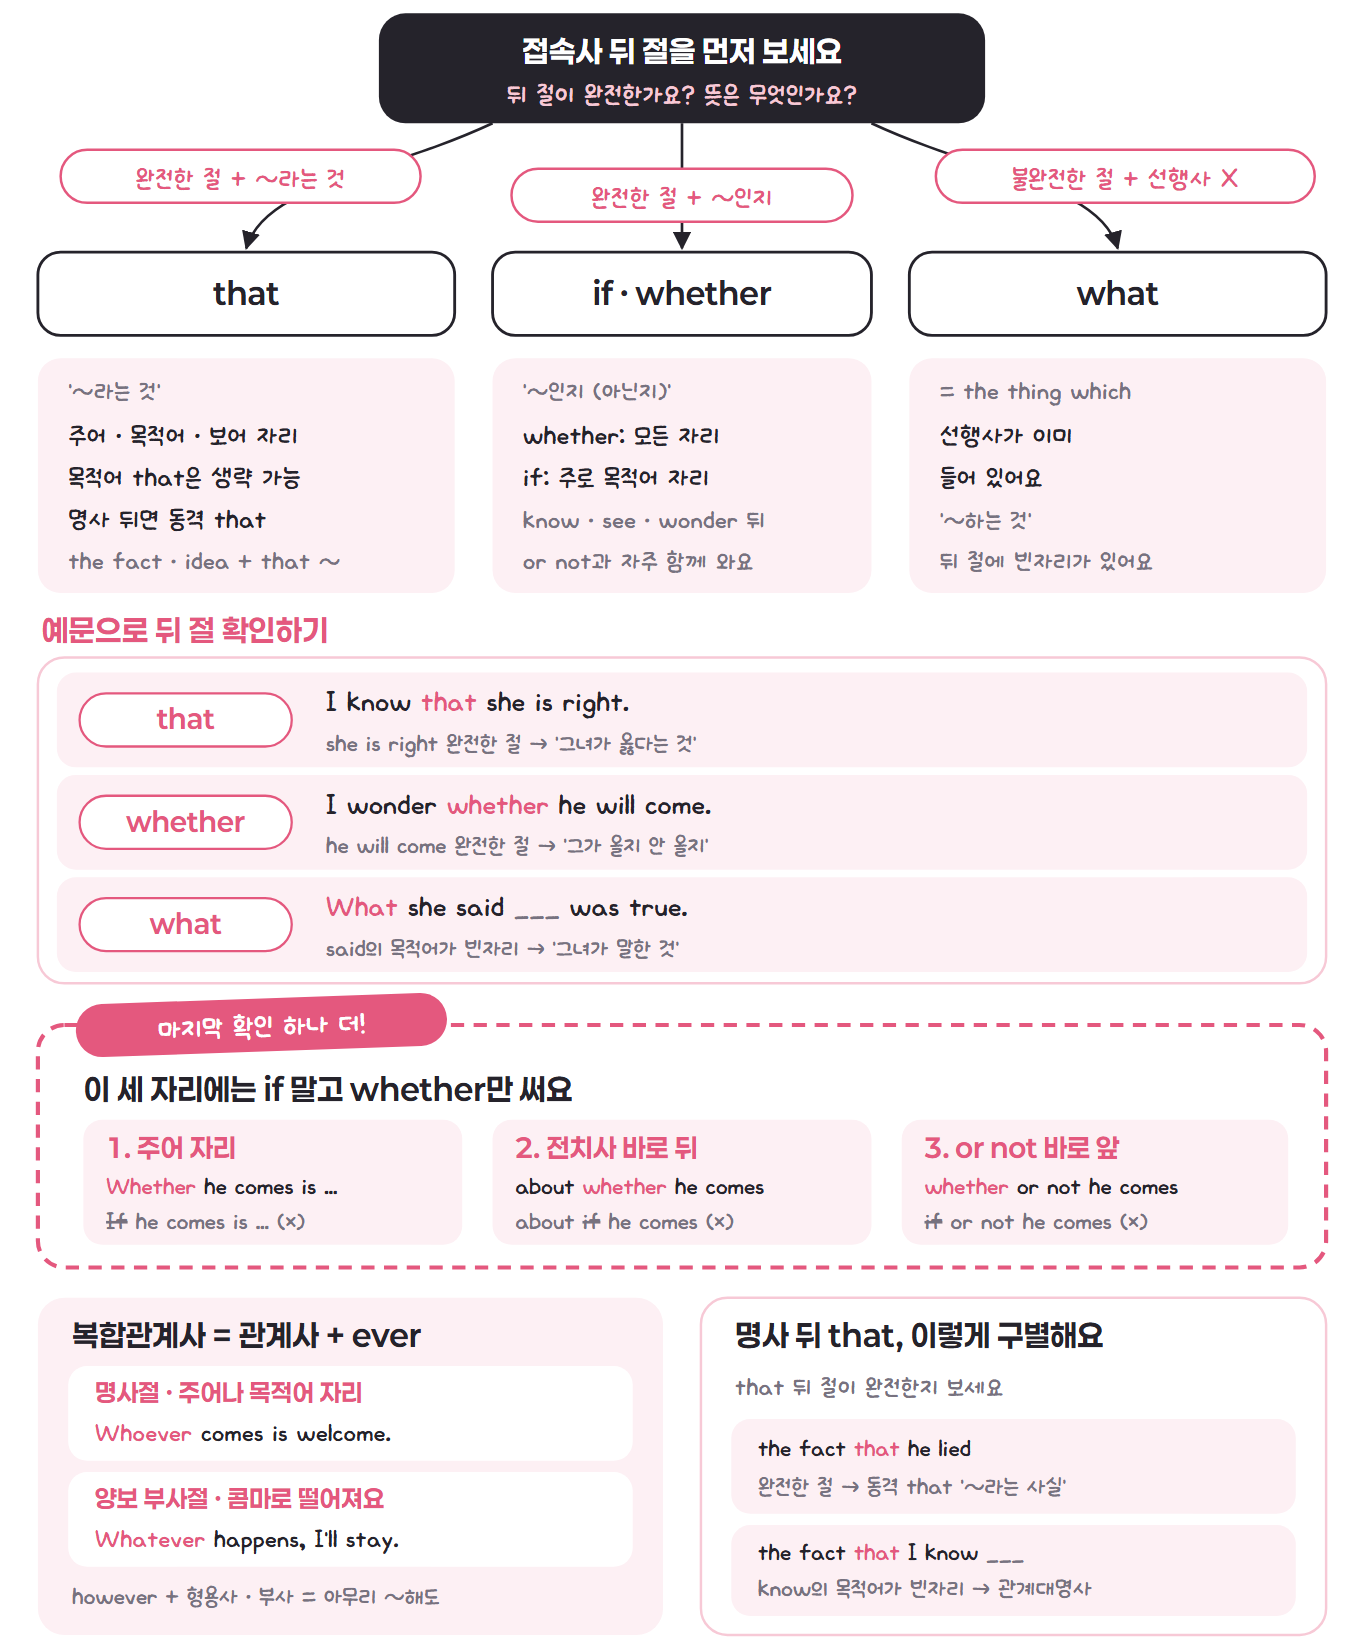 접속사 뒤 절을 먼저 보세요
뒤 절이 완전한가요? 뜻은 무엇인가요?
완전한 절 + ~라는 것
완전한 절 + ~인지
불완전한 절 + 선행사 X
that
if · whether
what
'~라는 것'
주어 · 목적어 · 보어 자리
목적어 that은 생략 가능
명사 뒤면 동격 that
the fact · idea + that ~
'~인지 (아닌지)'
whether: 모든 자리
if: 주로 목적어 자리
know · see · wonder 뒤
or not과 자주 함께 와요
= the thing which
선행사가 이미
들어 있어요
'~하는 것'
뒤 절에 빈자리가 있어요
예문으로 뒤 절 확인하기
that
I know that she is right.
she is right 완전한 절 → '그녀가 옳다는 것'
whether
I wonder whether he will come.
he will come 완전한 절 → '그가 올지 안 올지'
what
What she said ___ was true.
said의 목적어가 빈자리 → '그녀가 말한 것'
마지막 확인 하나 더!
이 세 자리에는 if 말고 whether만 써요
1. 주어 자리
Whether he comes is ...
If he comes is ... (×)
2. 전치사 바로 뒤
about whether he comes
about if he comes (×)
3. or not 바로 앞
whether or not he comes
if or not he comes (×)
복합관계사 = 관계사 + ever
명사절 · 주어나 목적어 자리
Whoever comes is welcome.
양보 부사절 · 콤마로 떨어져요
Whatever happens, I'll stay.
however + 형용사 · 부사 = 아무리 ~해도
명사 뒤 that, 이렇게 구별해요
that 뒤 절이 완전한지 보세요
the fact that he lied
완전한 절 → 동격 that '~라는 사실'
the fact that I know ___
know의 목적어가 빈자리 → 관계대명사